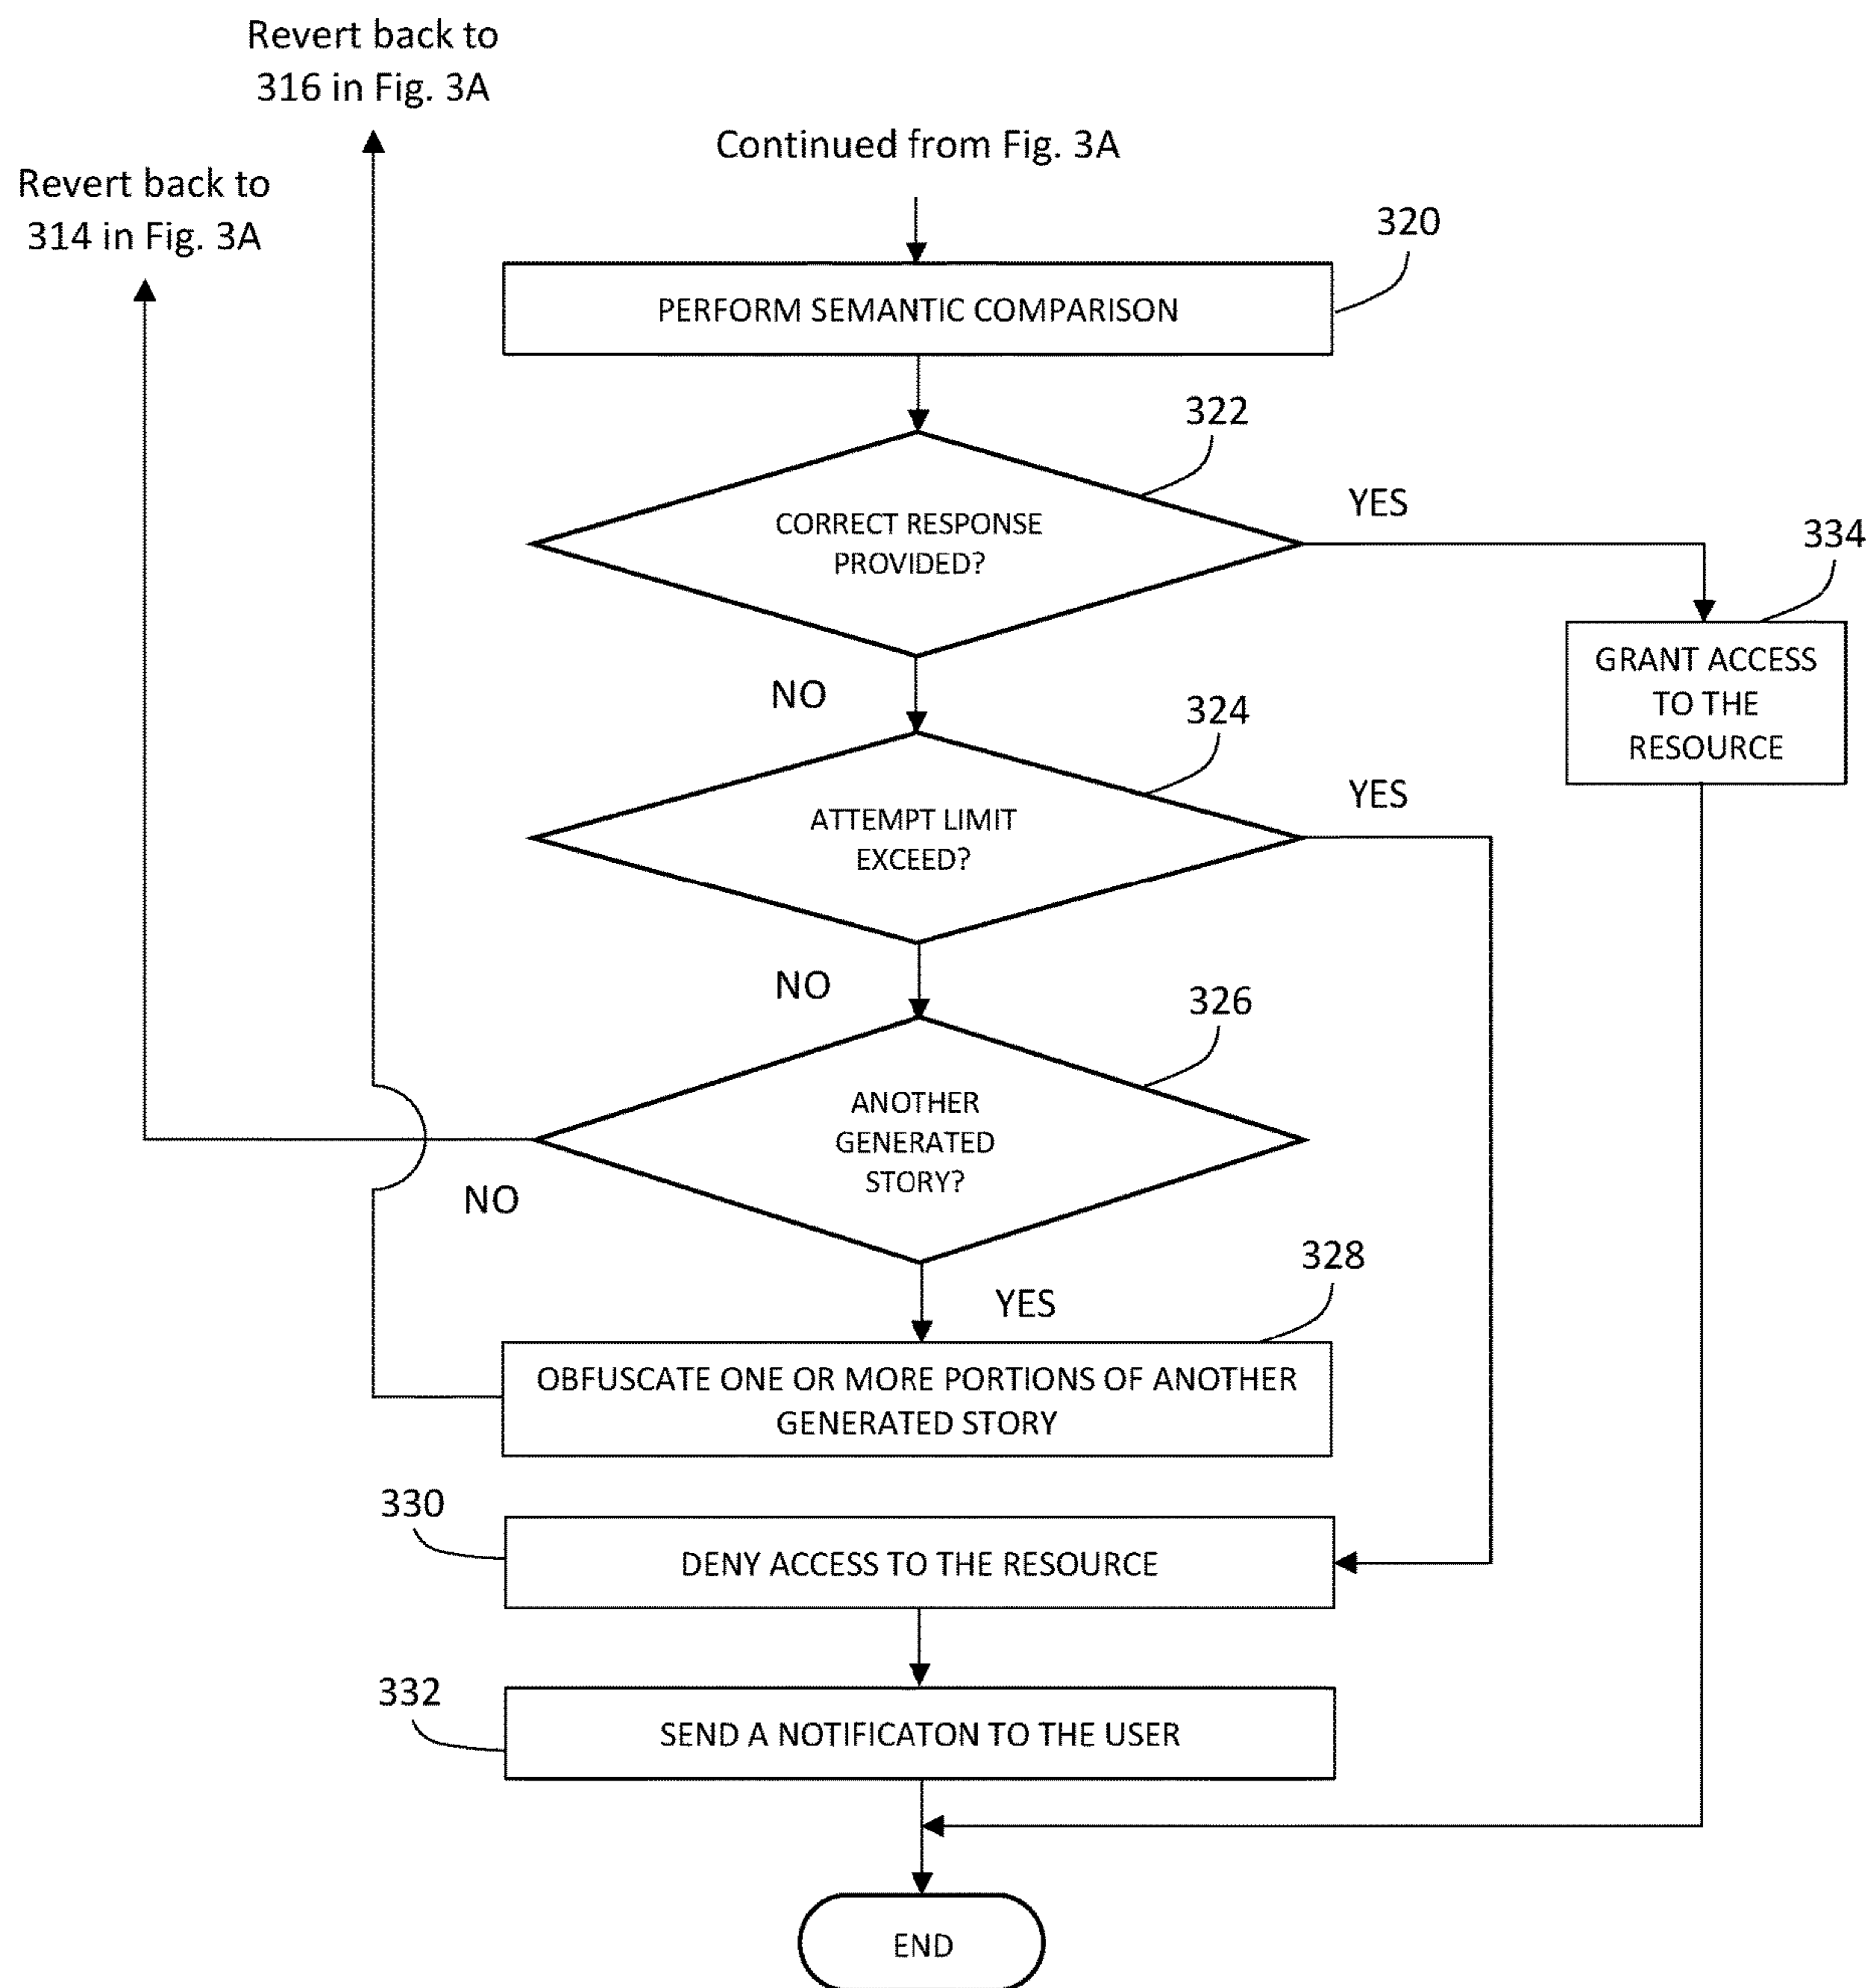 Revert back to
316 in Fig. 3A
Continued from Fig. 3A
Revert back to
314 in Fig. 3A
320
PERFORM SEMANTIC COMPARISON
322
CORRECT RESPONSE
PROVIDED?
YES
334
GRANT ACCESS
TO THE
RESOURCE
NO
324
ATTEMPT LIMIT
EXCEED?
YES
NO
326
ANOTHER
GENERATED
STORY?
NO
328
YES
OBFUSCATE ONE OR MORE PORTIONS OF ANOTHER
GENERATED STORY
330
DENY ACCESS TO THE RESOURCE
332
SEND A NOTIFICATON TO THE USER
END